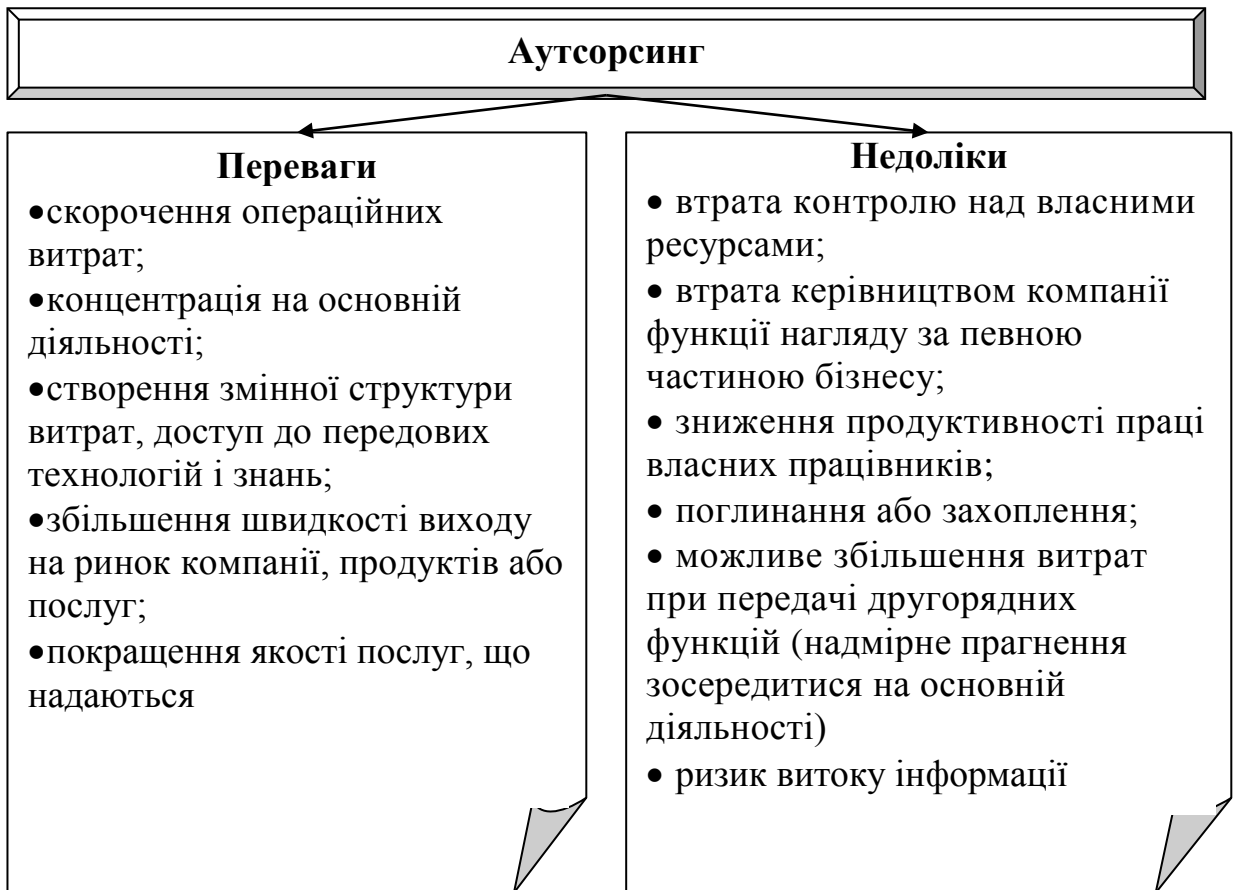 Аутсорсинг
Переваги
•скорочення операційних
витрат;
•концентрація на основній
діяльності;
•створення змінної структури
витрат, доступ до передових
технологій і знань;
•збільшення швидкості виходу
на ринок компанії, продуктів або
послуг;
•покращення якості послуг, що
надаються
Недоліки
• втрата контролю над власними
ресурсами;
• втрата керівництвом компанії
функції нагляду за певною
частиною бізнесу;
• зниження продуктивності праці
власних працівників;
• поглинання або захоплення;
• можливе збільшення витрат
при передачі другорядних
функцій (надмірне прагнення
зосередитися на основній
діяльності)
• ризик витоку інформації